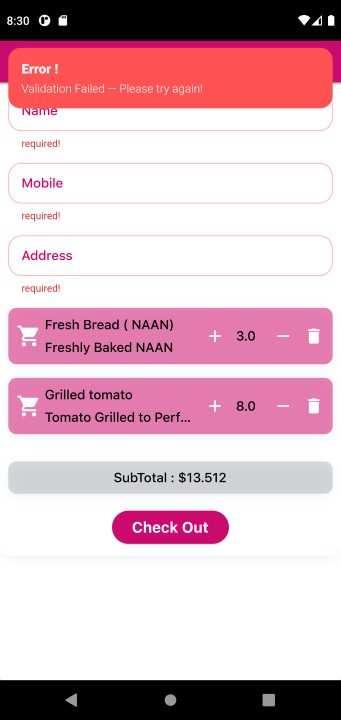 8:30
Error !
Validation Failed — Please try again!
Name
required!
Mobile
required!
Address
required!
Fresh Bread ( NAAN)
Freshly Baked NAAN
3.0
Grilled tomato
Tomato Grilled to Perf...
8.0
SubTotal : $13.512
Check Out